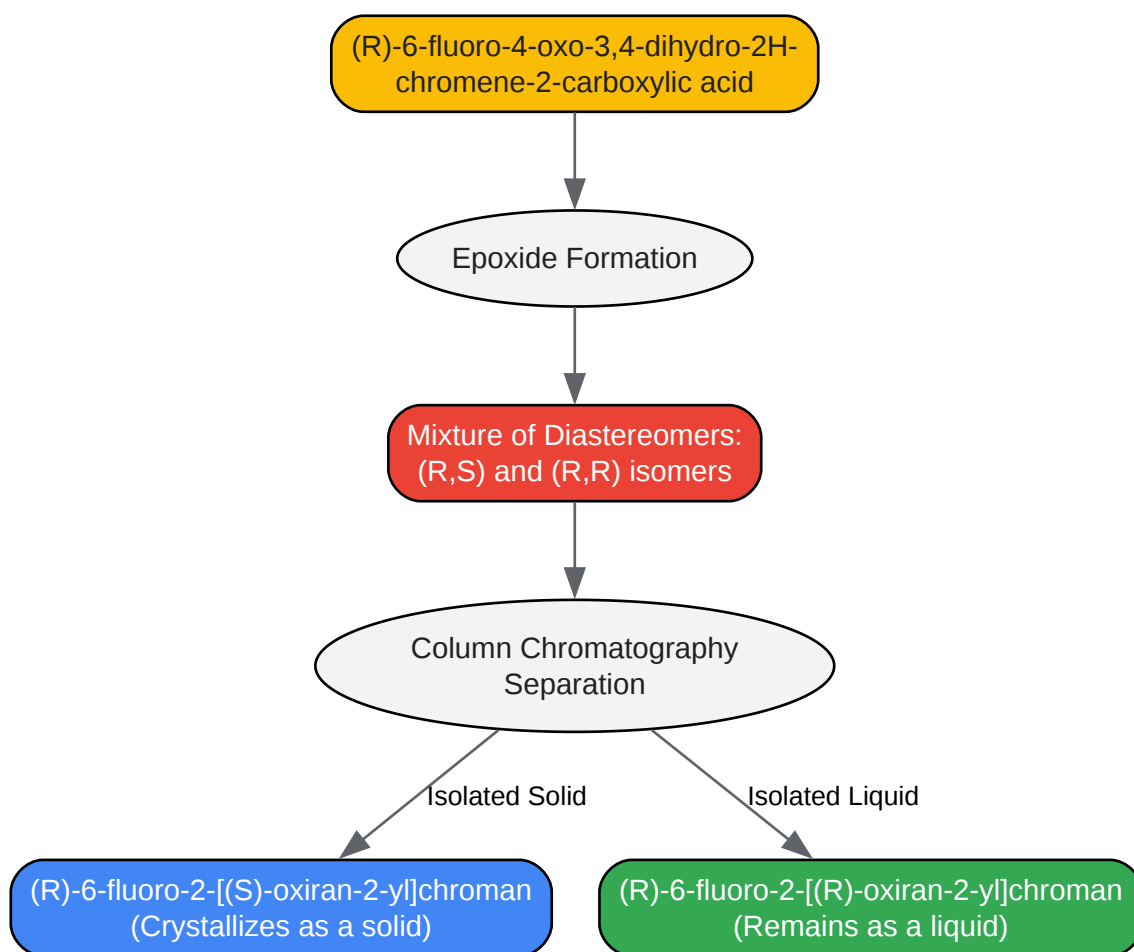 (R)-6-fluoro-4-oxo-3,4-dihydro-2H-
chromene-2-carboxylic acid
Epoxide Formation
Mixture of Diastereomers:
(R,S) and (R,R) isomers
Column Chromatography
Separation
Isolated Solid
Isolated Liquid
(R)-6-fluoro-2-[(S)-oxiran-2-yl]chroman
(Crystallizes as a solid)
(R)-6-fluoro-2-[(R)-oxiran-2-yl]chroman
(Remains as a liquid)